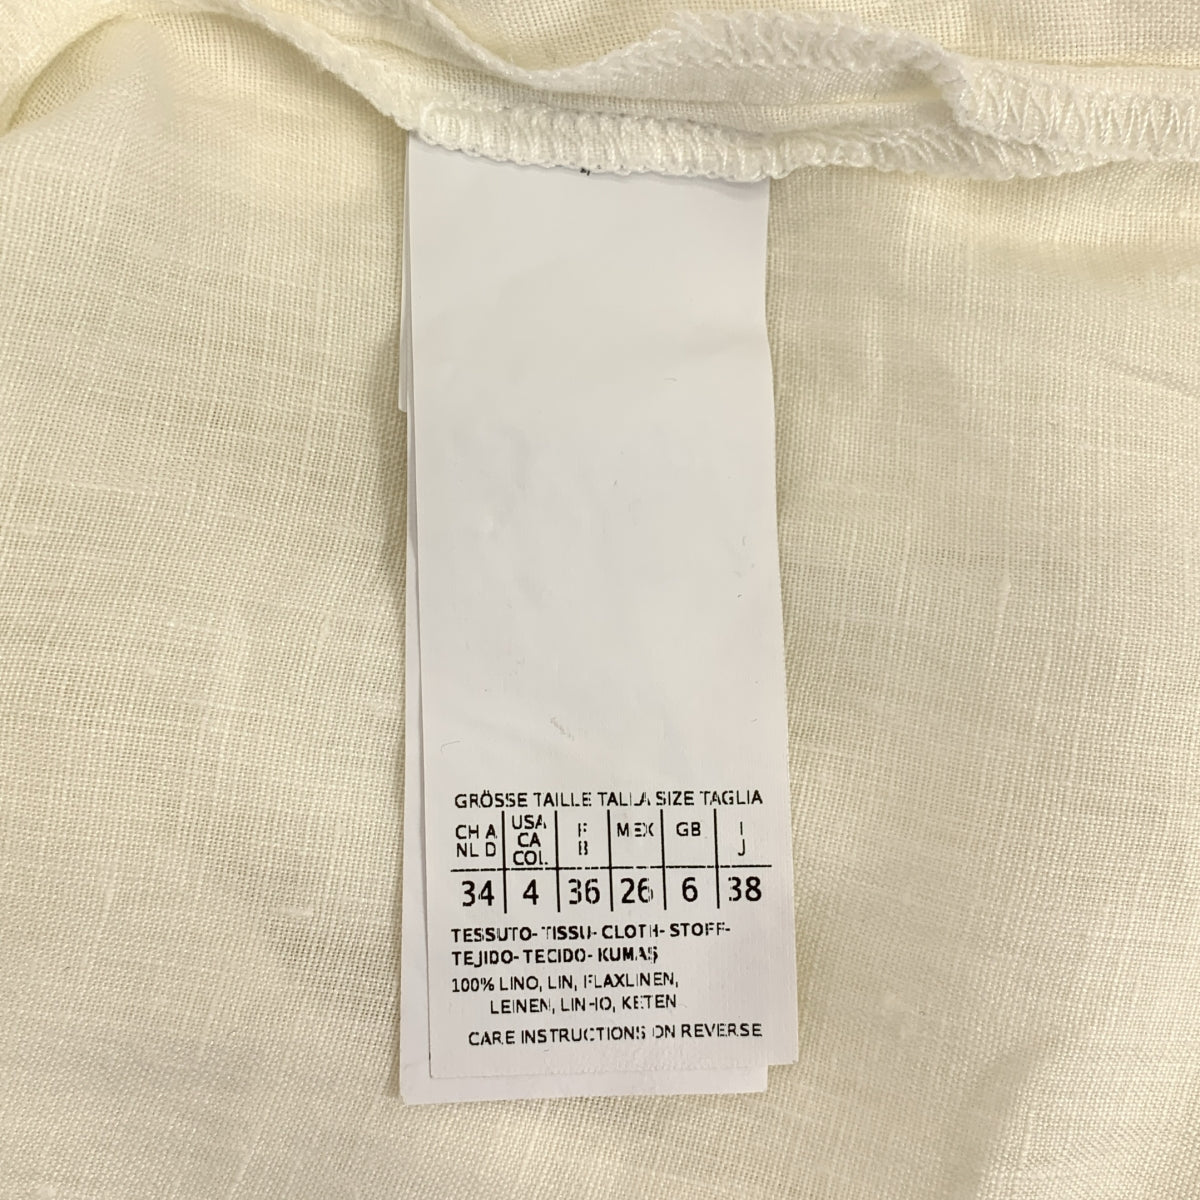 GRÖSSE TAILLE TALLA SIZE TAGLIA
CH A USA F MEX GB I
NL D CA B J
COL.
34 4 36 26 6 38
TESSUTO-TISSU-CLOTH-STOFF-
TEJIDO-TECIDO-KUMAS
100% LINO, LIN, FLAXLINEN,
LEINEN, LINHO, KETEN
CARE INSTRUCTIONS ON REVERSE